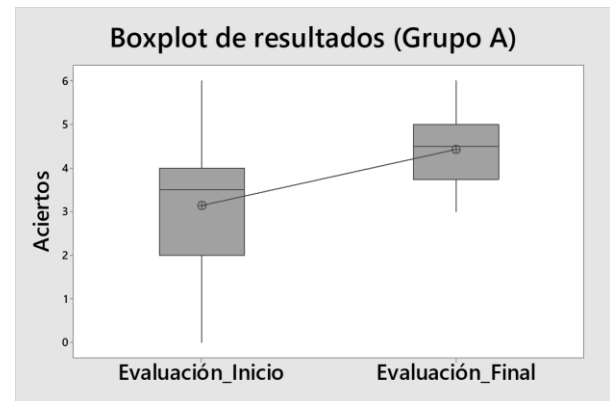 Boxplot de resultados (Grupo A)
Aciertos
6
5
4
3
2
1
0
Evaluación_Inicio
Evaluación_Final